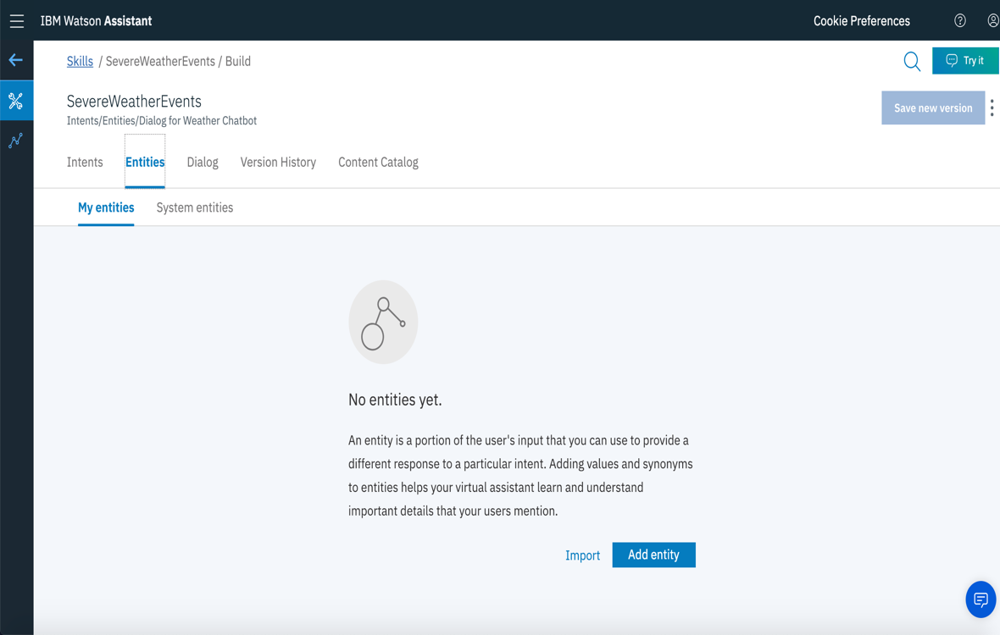 IBM Watson Assistant
Cookie Preferences
Skills / SevereWeatherEvents / Build
Try it
SevereWeatherEvents
Intents/Entities/Dialog for Weather Chatbot
Save new version
Intents Entities Dialog Version History Content Catalog
My entities System entities
No entities yet.
An entity is a portion of the user's input that you can use to provide a
different response to a particular intent. Adding values and synonyms
to entities helps your virtual assistant learn and understand
important details that your users mention.
Import Add entity